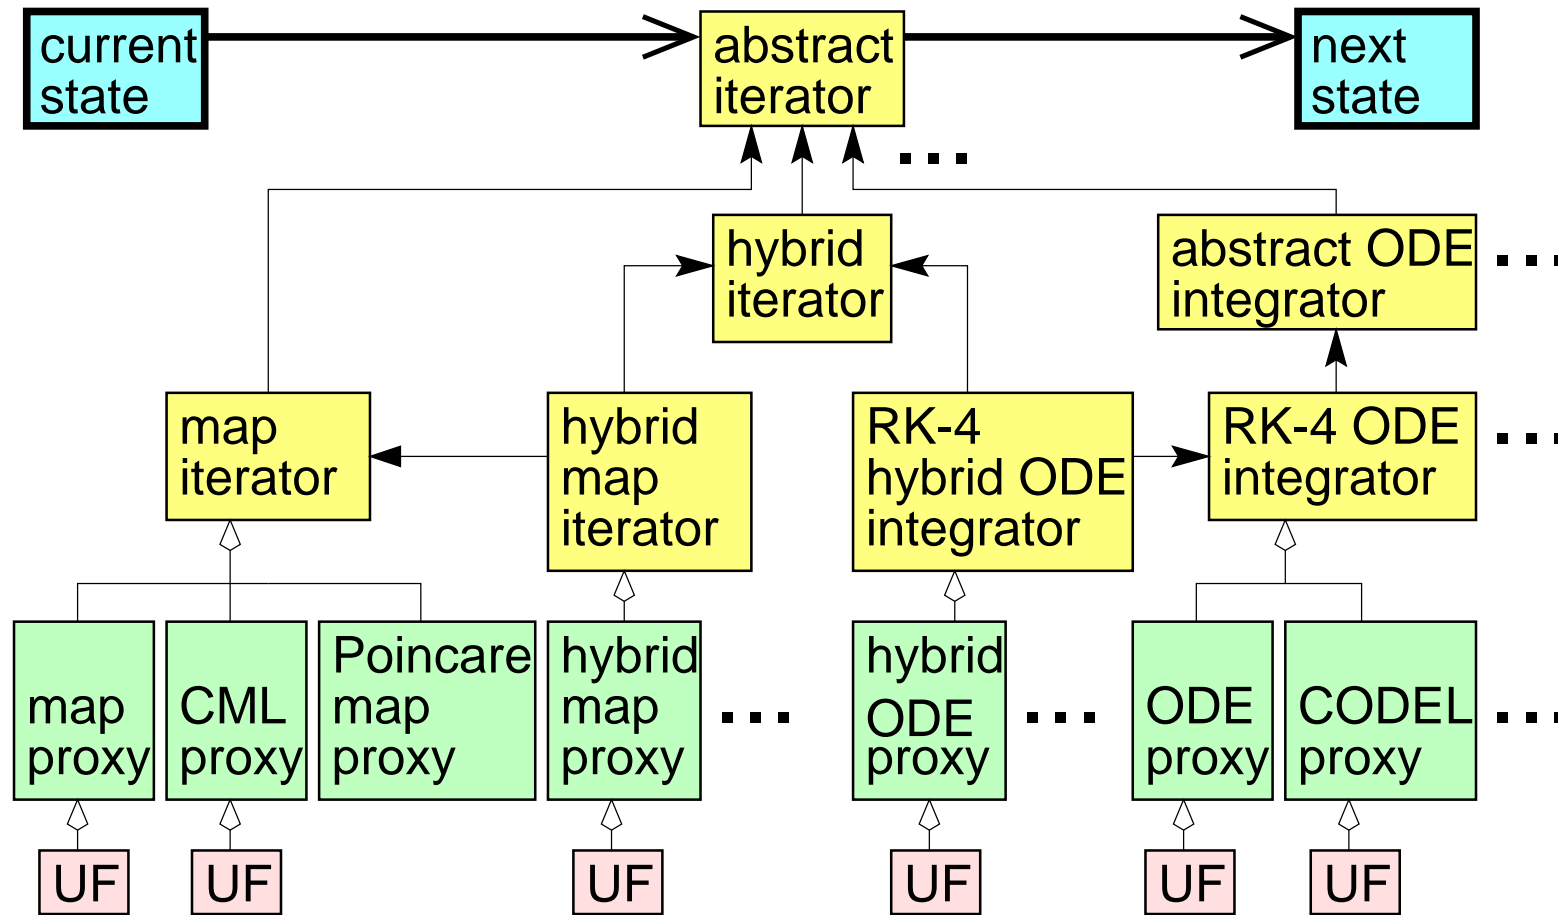 current
state
abstract
iterator
next
state
...
hybrid
iterator
abstract ODE
integrator
...
map
iterator
hybrid
map
iterator
RK-4
hybrid ODE
integrator
RK-4 ODE
integrator
...
map
proxy
CML
proxy
Poincare
map
proxy
hybrid
map
proxy
...
hybrid
ODE
proxy
...
ODE
proxy
CODEL
proxy
...
UF
UF
UF
UF
UF
UF